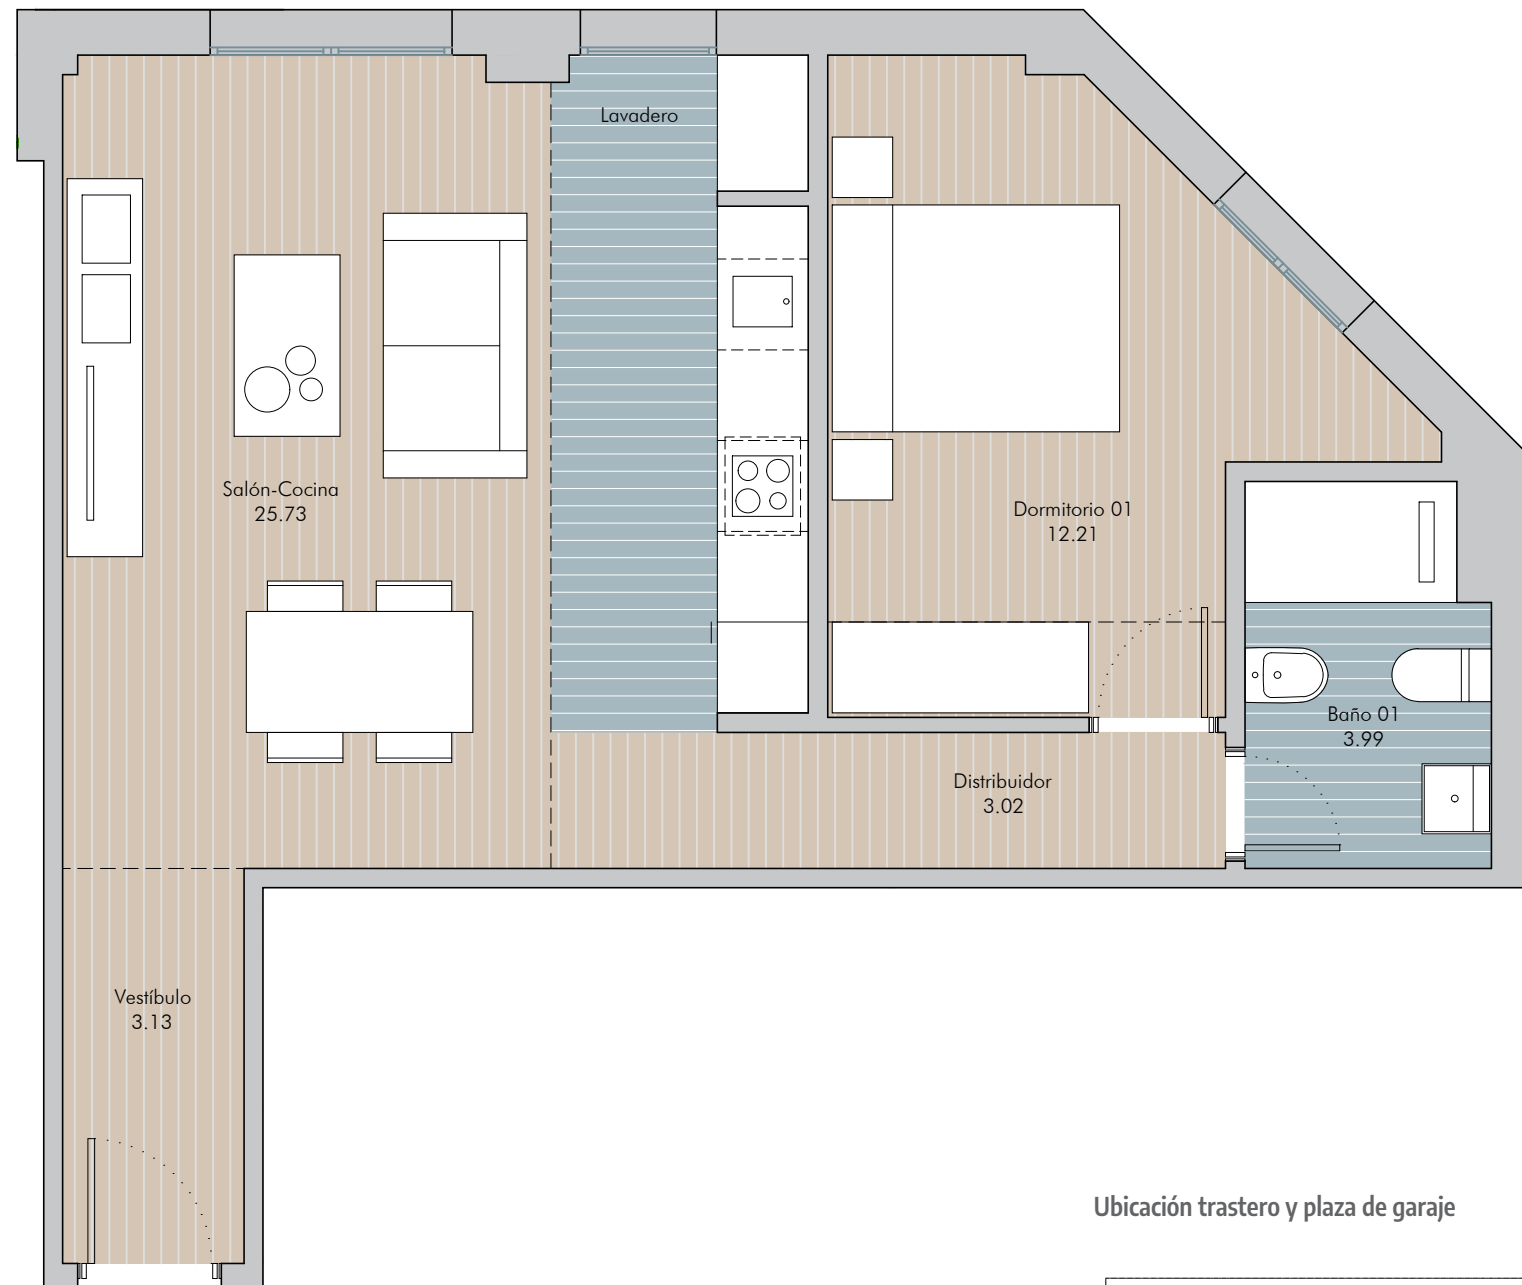 Lavadero
Salón-Cocina
25.73
Dormitorio 01
12.21
Baño 01
3.99
Distribuidor
3.02
Vestíbulo
3.13
Ubicación trastero y plaza de garaje